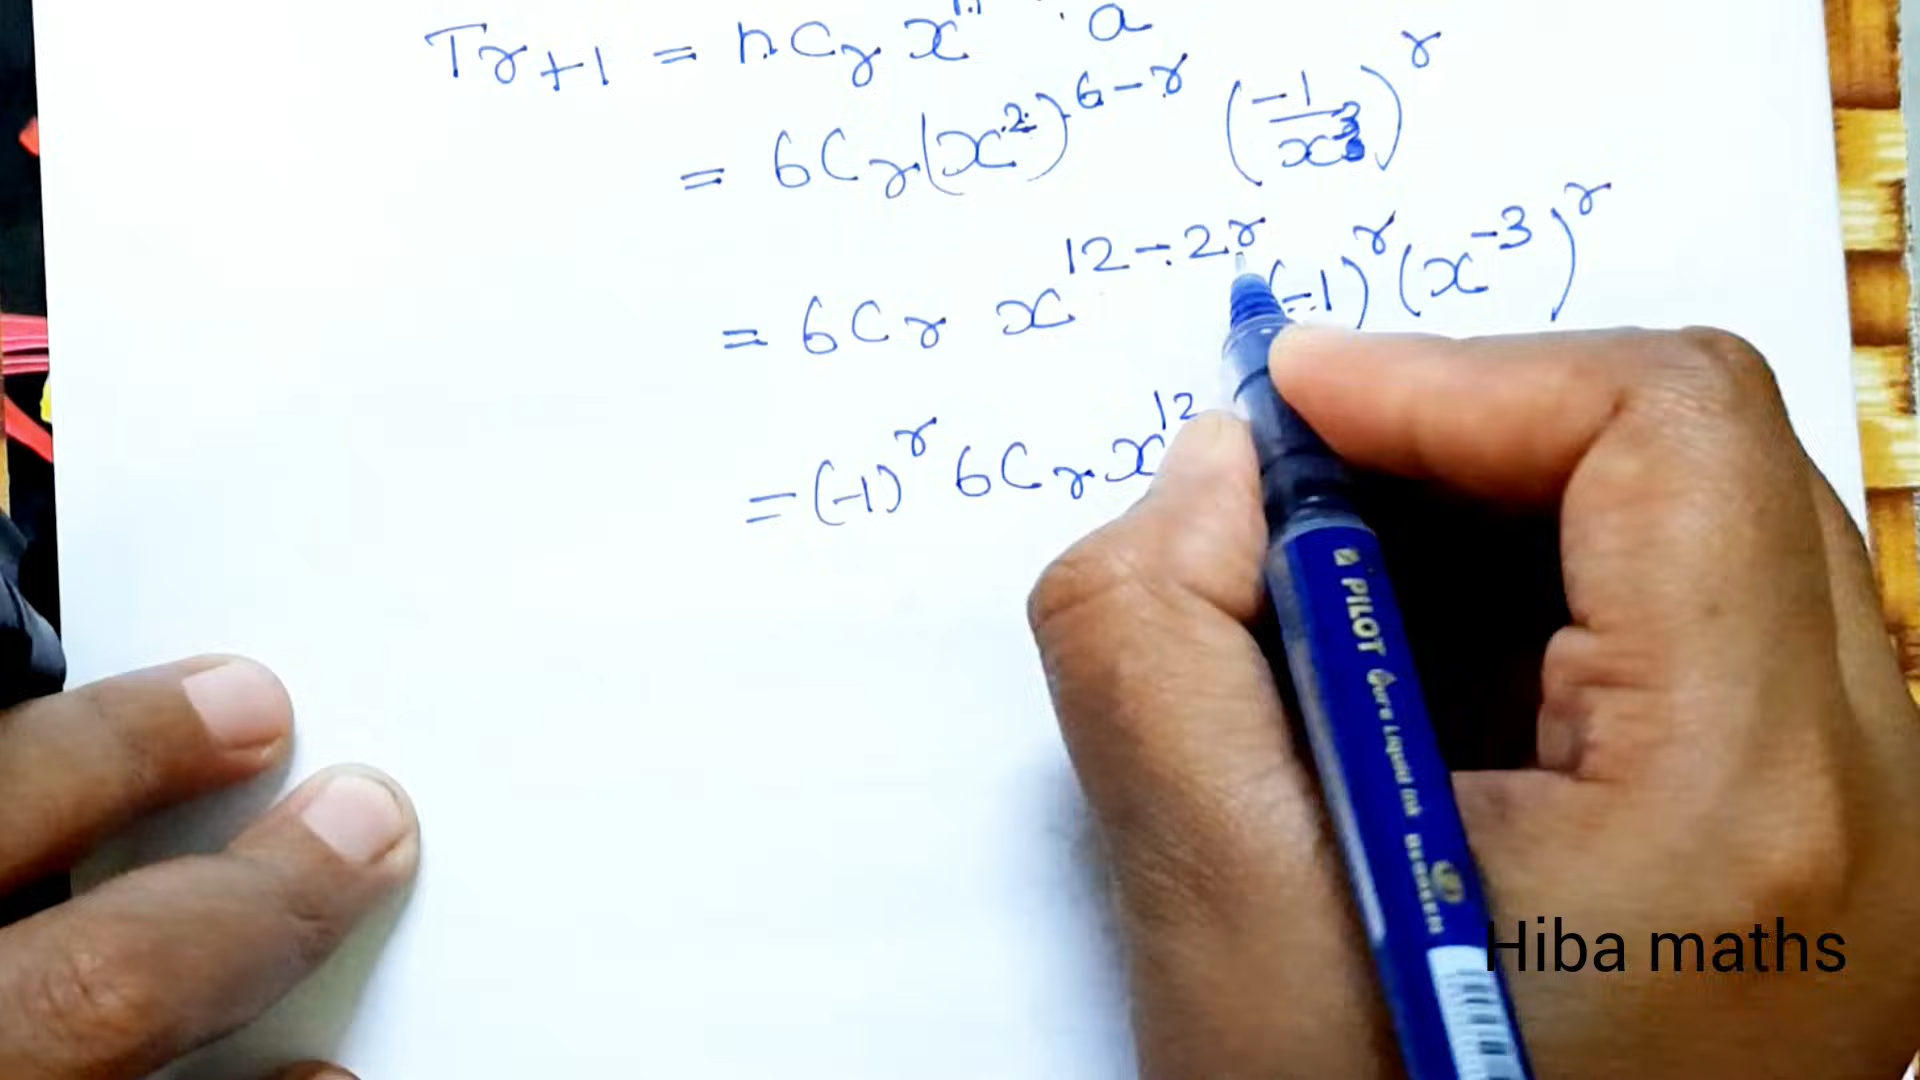 Tr+1 = nCr x . a
= 6Cr (x²)^6-r (-1/x³)^r
= 6Cr x^12-2r (-1)^r (x^-3)^r
= (-1)^r 6Cr x^12
PILOT
Hiba maths